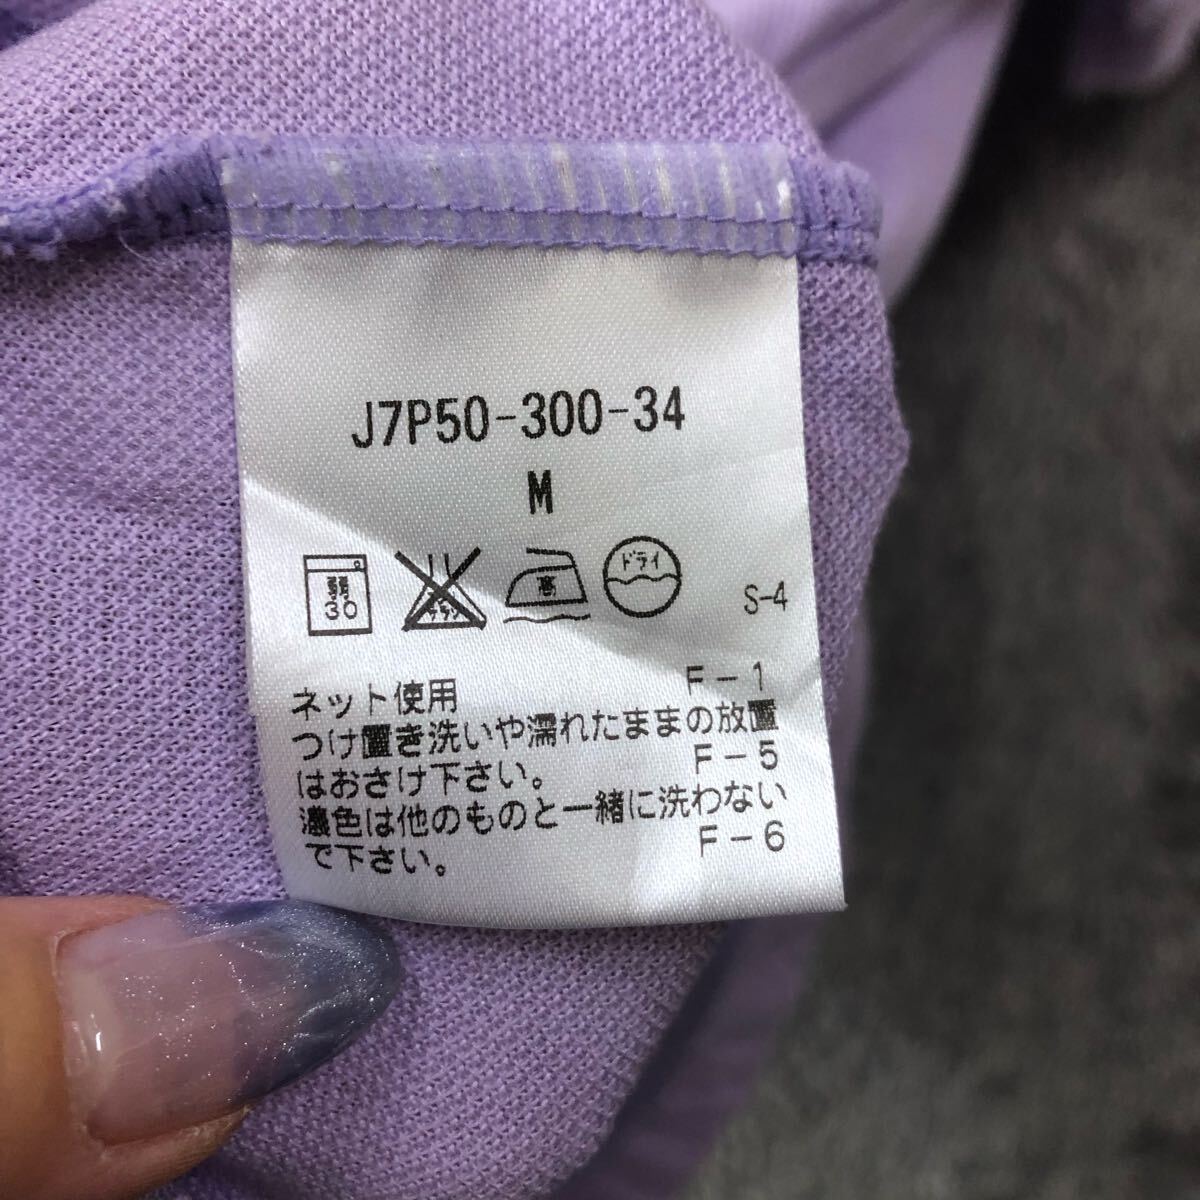 J7P50-300-34
M
弱
30
高
ドライ
S-4
F-1
ネット使用
つけ置き洗いや濡れたままの放置
F-5
はおさけ下さい。
濃色は他のものと一緒に洗わない
F-6
で下さい。